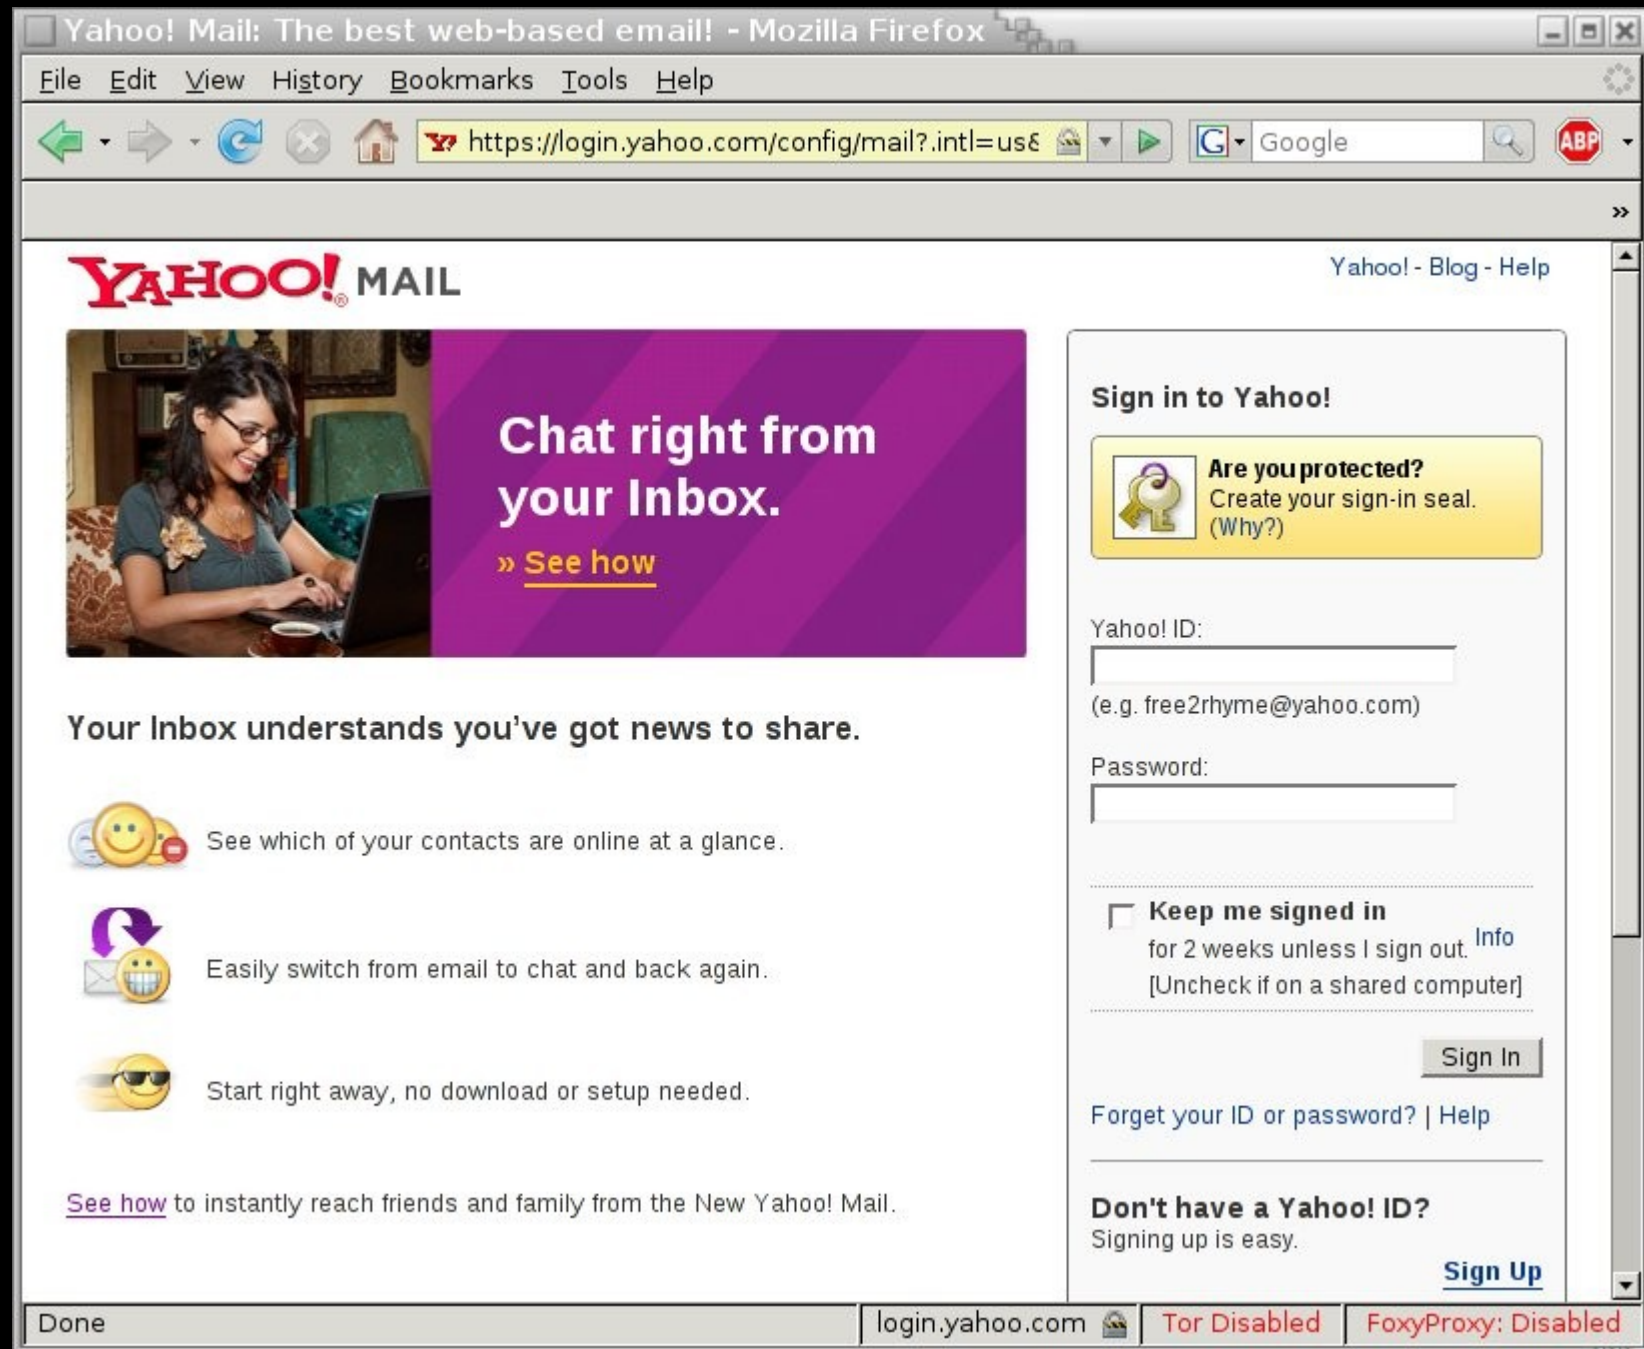 Yahoo! Mail: The best web-based email! - Mozilla Firefox
File Edit View History Bookmarks Tools Help
https://login.yahoo.com/config/mail?.intl=us& G Google ABP
»
YAHOO!® MAIL
Yahoo! - Blog - Help
Chat right from
your Inbox.
» See how
Your Inbox understands you've got news to share.
See which of your contacts are online at a glance.
Easily switch from email to chat and back again.
Start right away, no download or setup needed.
See how to instantly reach friends and family from the New Yahoo! Mail.
Sign in to Yahoo!
Are you protected?
Create your sign-in seal.
(Why?)
Yahoo! ID:
(e.g. free2rhyme@yahoo.com)
Password:
Keep me signed in
for 2 weeks unless I sign out. Info
[Uncheck if on a shared computer]
Sign In
Forget your ID or password? | Help
Don't have a Yahoo! ID?
Signing up is easy.
Sign Up
Done login.yahoo.com Tor Disabled FoxyProxy: Disabled